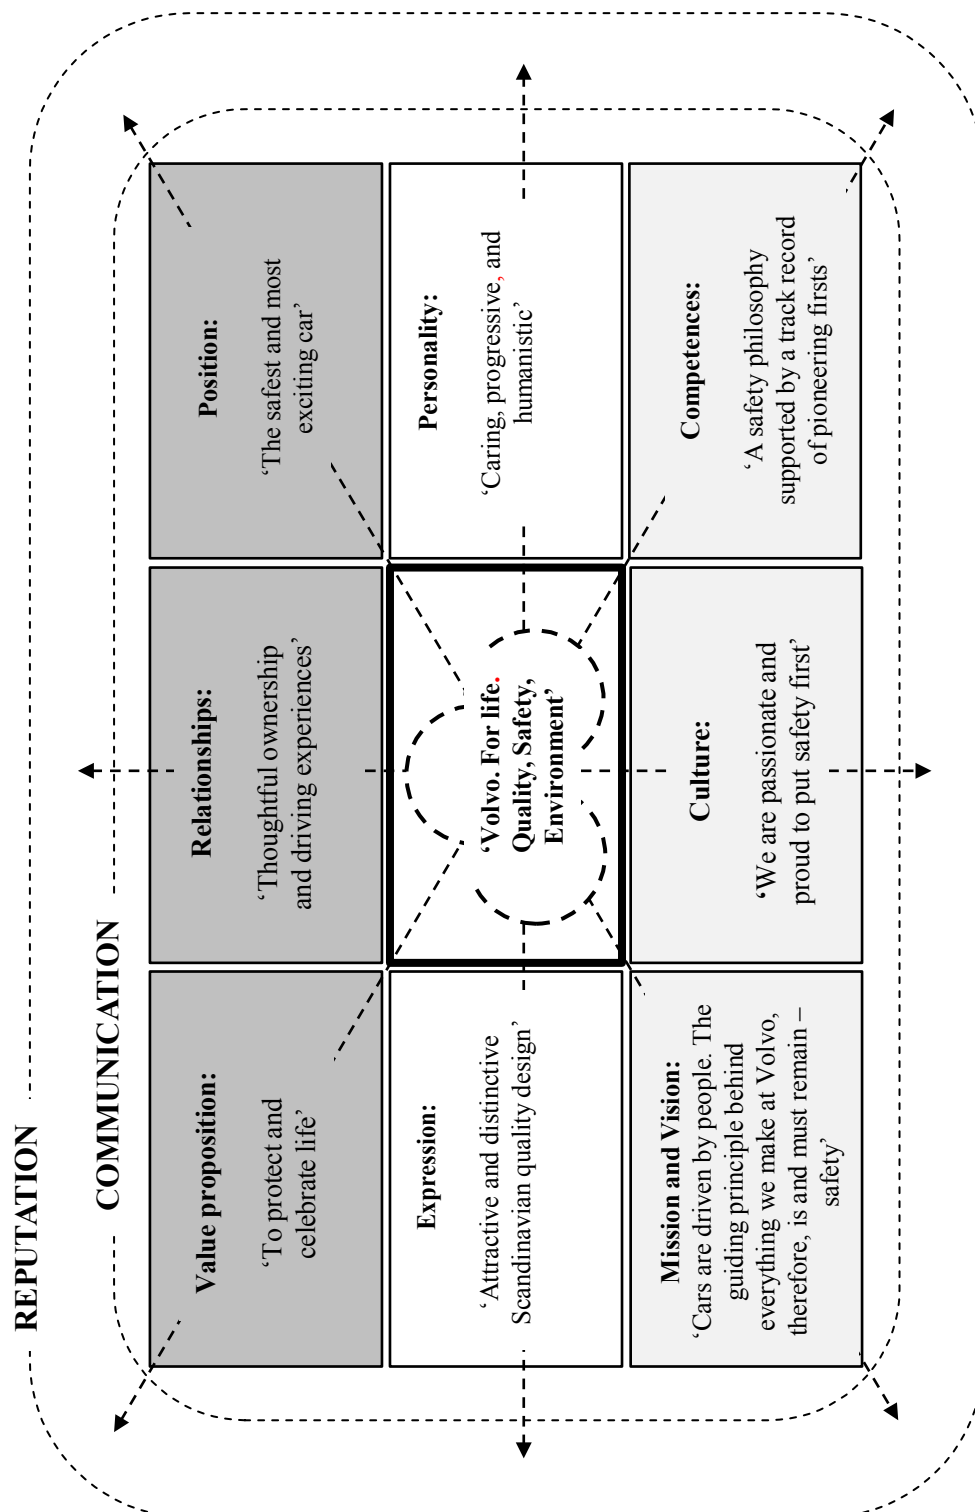 REPUTATION
COMMUNICATION
Value proposition:
‘To protect and
celebrate life’
Relationships:
‘Thoughtful ownership
and driving experiences’
Position:
‘The safest and most
exciting car’
Expression:
‘Attractive and distinctive
Scandinavian quality design’
‘Volvo. For life.
Quality, Safety,
Environment’
Personality:
‘Caring, progressive, and
humanistic’
Mission and Vision:
‘Cars are driven by people. The
guiding principle behind
everything we make at Volvo,
therefore, is and must remain –
safety’
Culture:
‘We are passionate and
proud to put safety first’
Competences:
‘A safety philosophy
supported by a track record
of pioneering firsts’